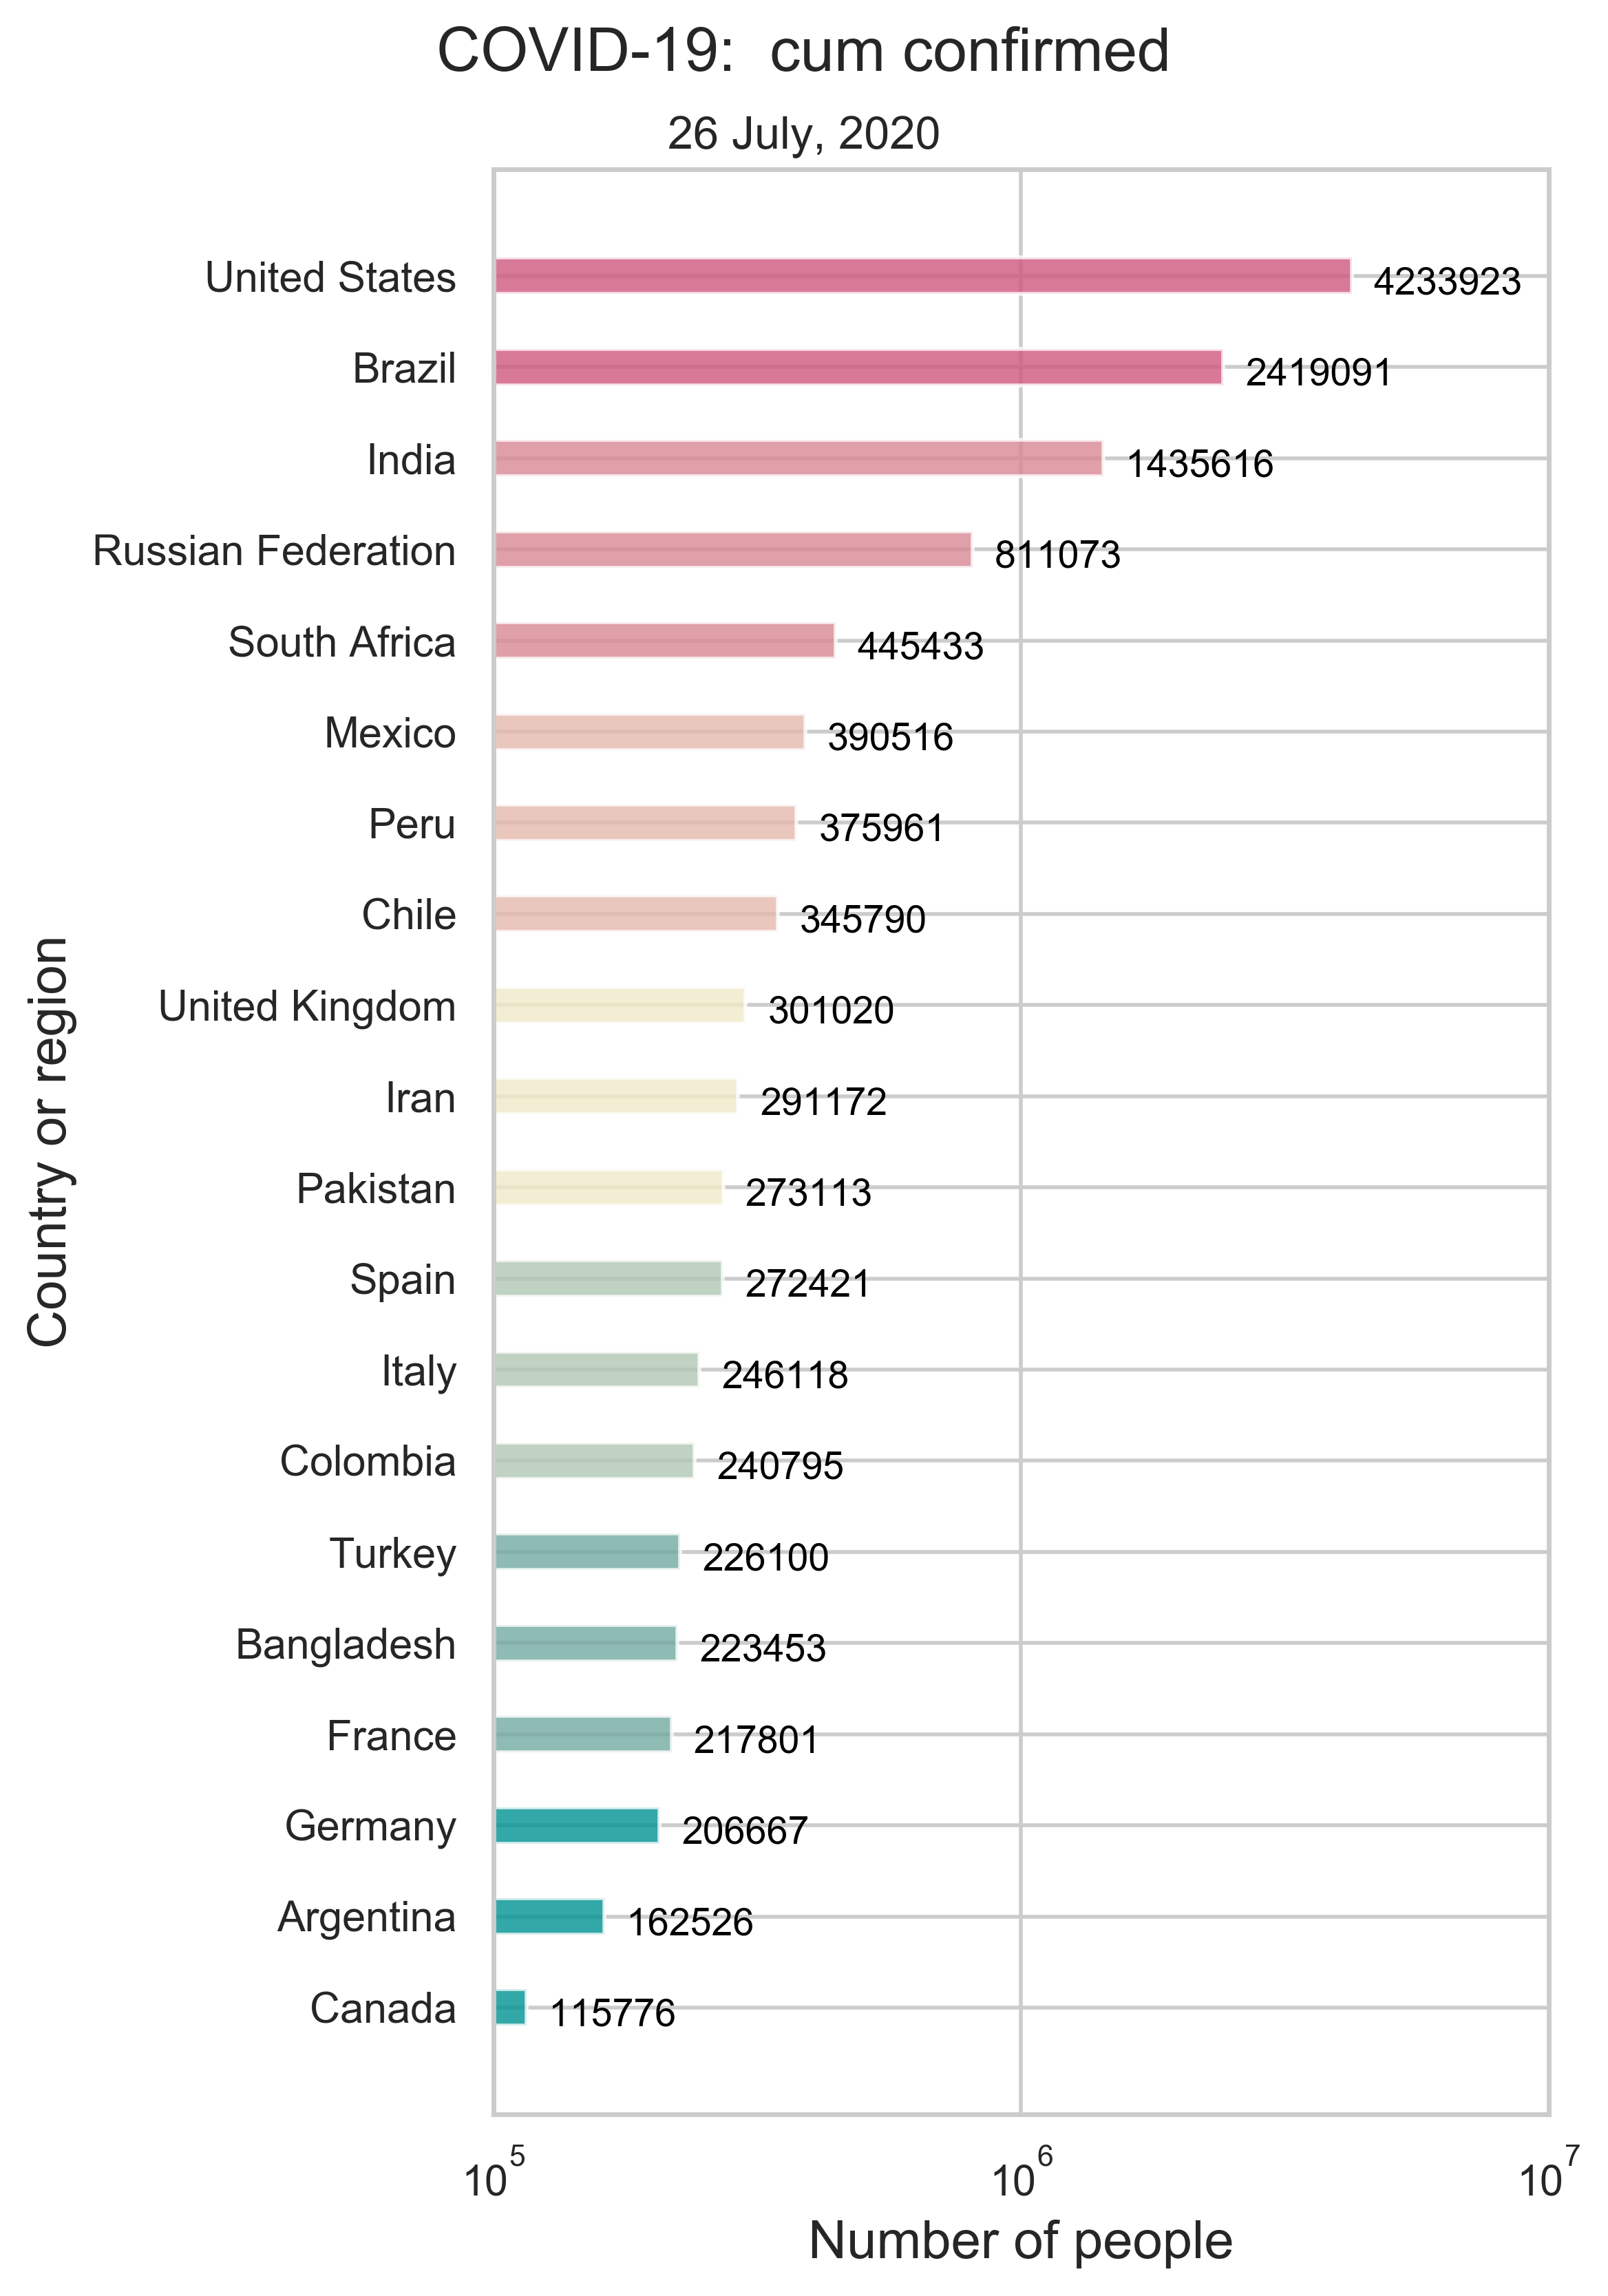 COVID-19:  cum confirmed
26 July, 2020
United States 4233923
Brazil 2419091
India 1435616
Russian Federation 811073
South Africa 445433
Mexico 390516
Peru 375961
Chile 345790
United Kingdom 301020
Iran 291172
Pakistan 273113
Spain 272421
Italy 246118
Colombia 240795
Turkey 226100
Bangladesh 223453
France 217801
Germany 206667
Argentina 162526
Canada 115776
Country or region
10^5 10^6 10^7
Number of people